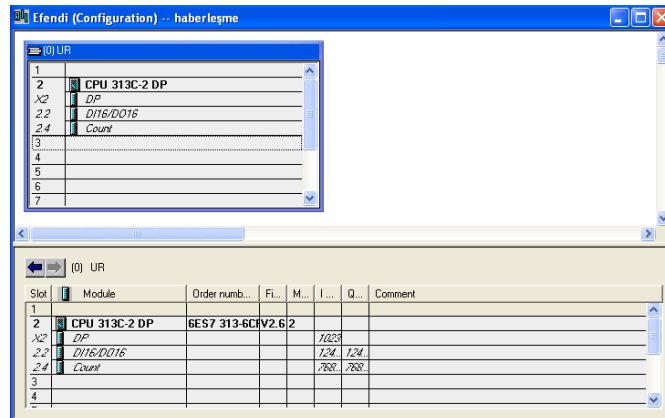 Efendi (Configuration) -- haberleşme
(0) UR
1
2 CPU 313C-2 DP
X2 DP
2.2 DI16/DO16
2.4 Count
3
4
5
6
7
(0) UR
Slot Module Order numb... Fi... M... I ... Q... Comment
1
2 CPU 313C-2 DP 6ES7 313-6CF V2.6 2
X2 DP 1023
2.2 DI16/DO16 124... 124...
2.4 Count 768... 768...
3
4